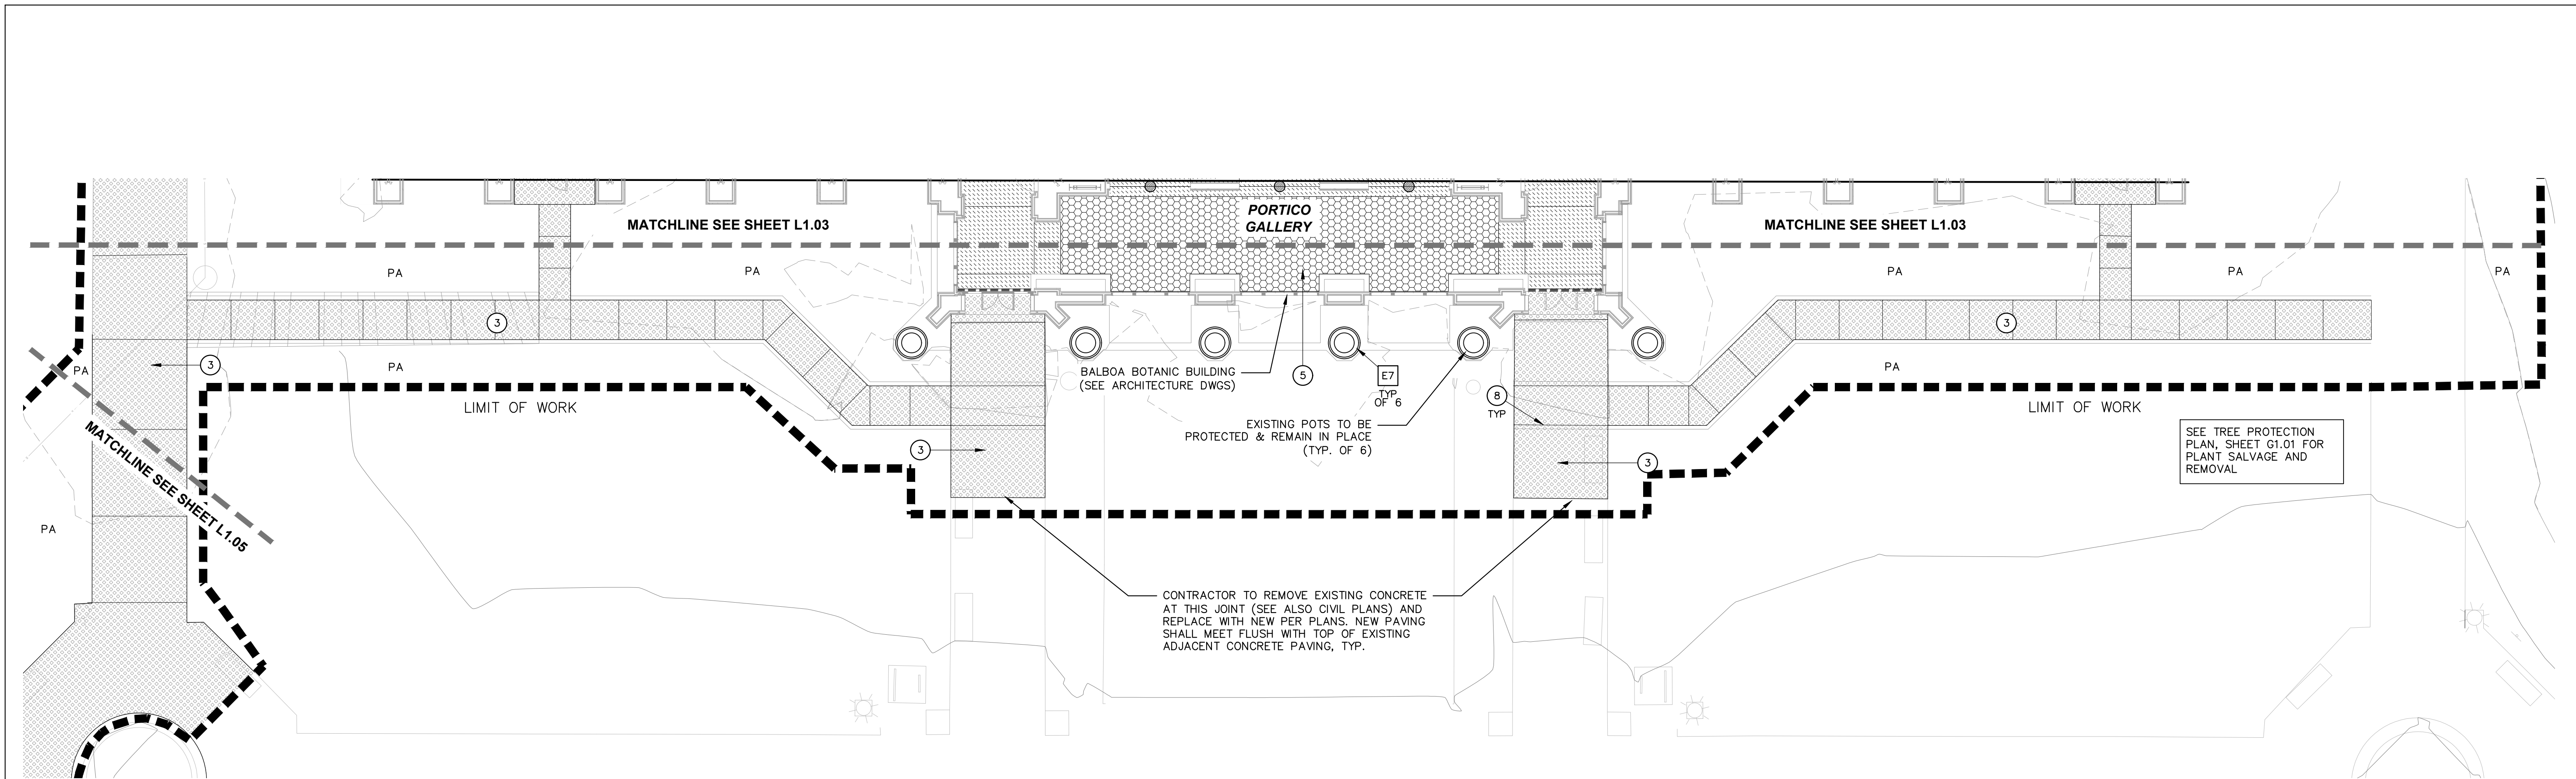 PORTICO
GALLERY
MATCHLINE SEE SHEET L1.03
MATCHLINE SEE SHEET L1.03
PA
PA
PA
PA
PA
3
3
3
PA
PA
PA
BALBOA BOTANIC BUILDING
(SEE ARCHITECTURE DWGS)
5
E7
TYP
OF 6
8
TYP
LIMIT OF WORK
LIMIT OF WORK
EXISTING POTS TO BE
PROTECTED & REMAIN IN PLACE
(TYP. OF 6)
3
3
SEE TREE PROTECTION
PLAN, SHEET G1.01 FOR
PLANT SALVAGE AND
REMOVAL
MATCHLINE SEE SHEET L1.05
PA
CONTRACTOR TO REMOVE EXISTING CONCRETE
AT THIS JOINT (SEE ALSO CIVIL PLANS) AND
REPLACE WITH NEW PER PLANS. NEW PAVING
SHALL MEET FLUSH WITH TOP OF EXISTING
ADJACENT CONCRETE PAVING, TYP.